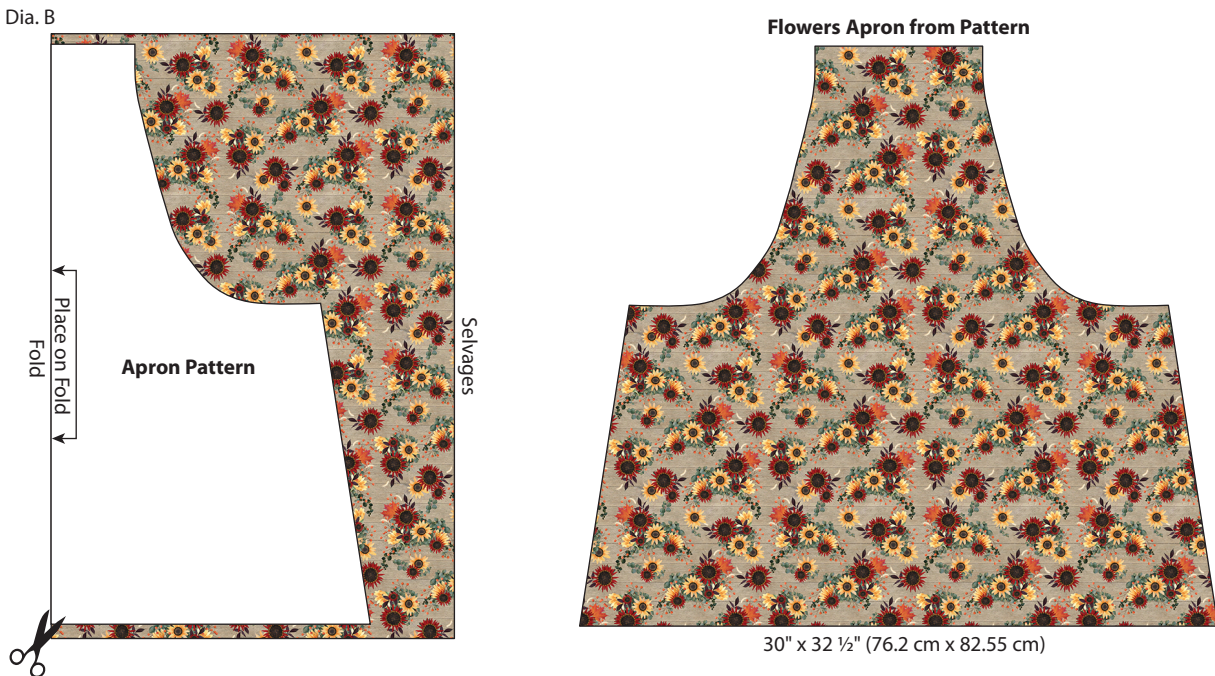 Dia. B
Flowers Apron from Pattern
Place on Fold
Fold
Apron Pattern
Selvages
30" x 32 ½" (76.2 cm x 82.55 cm)